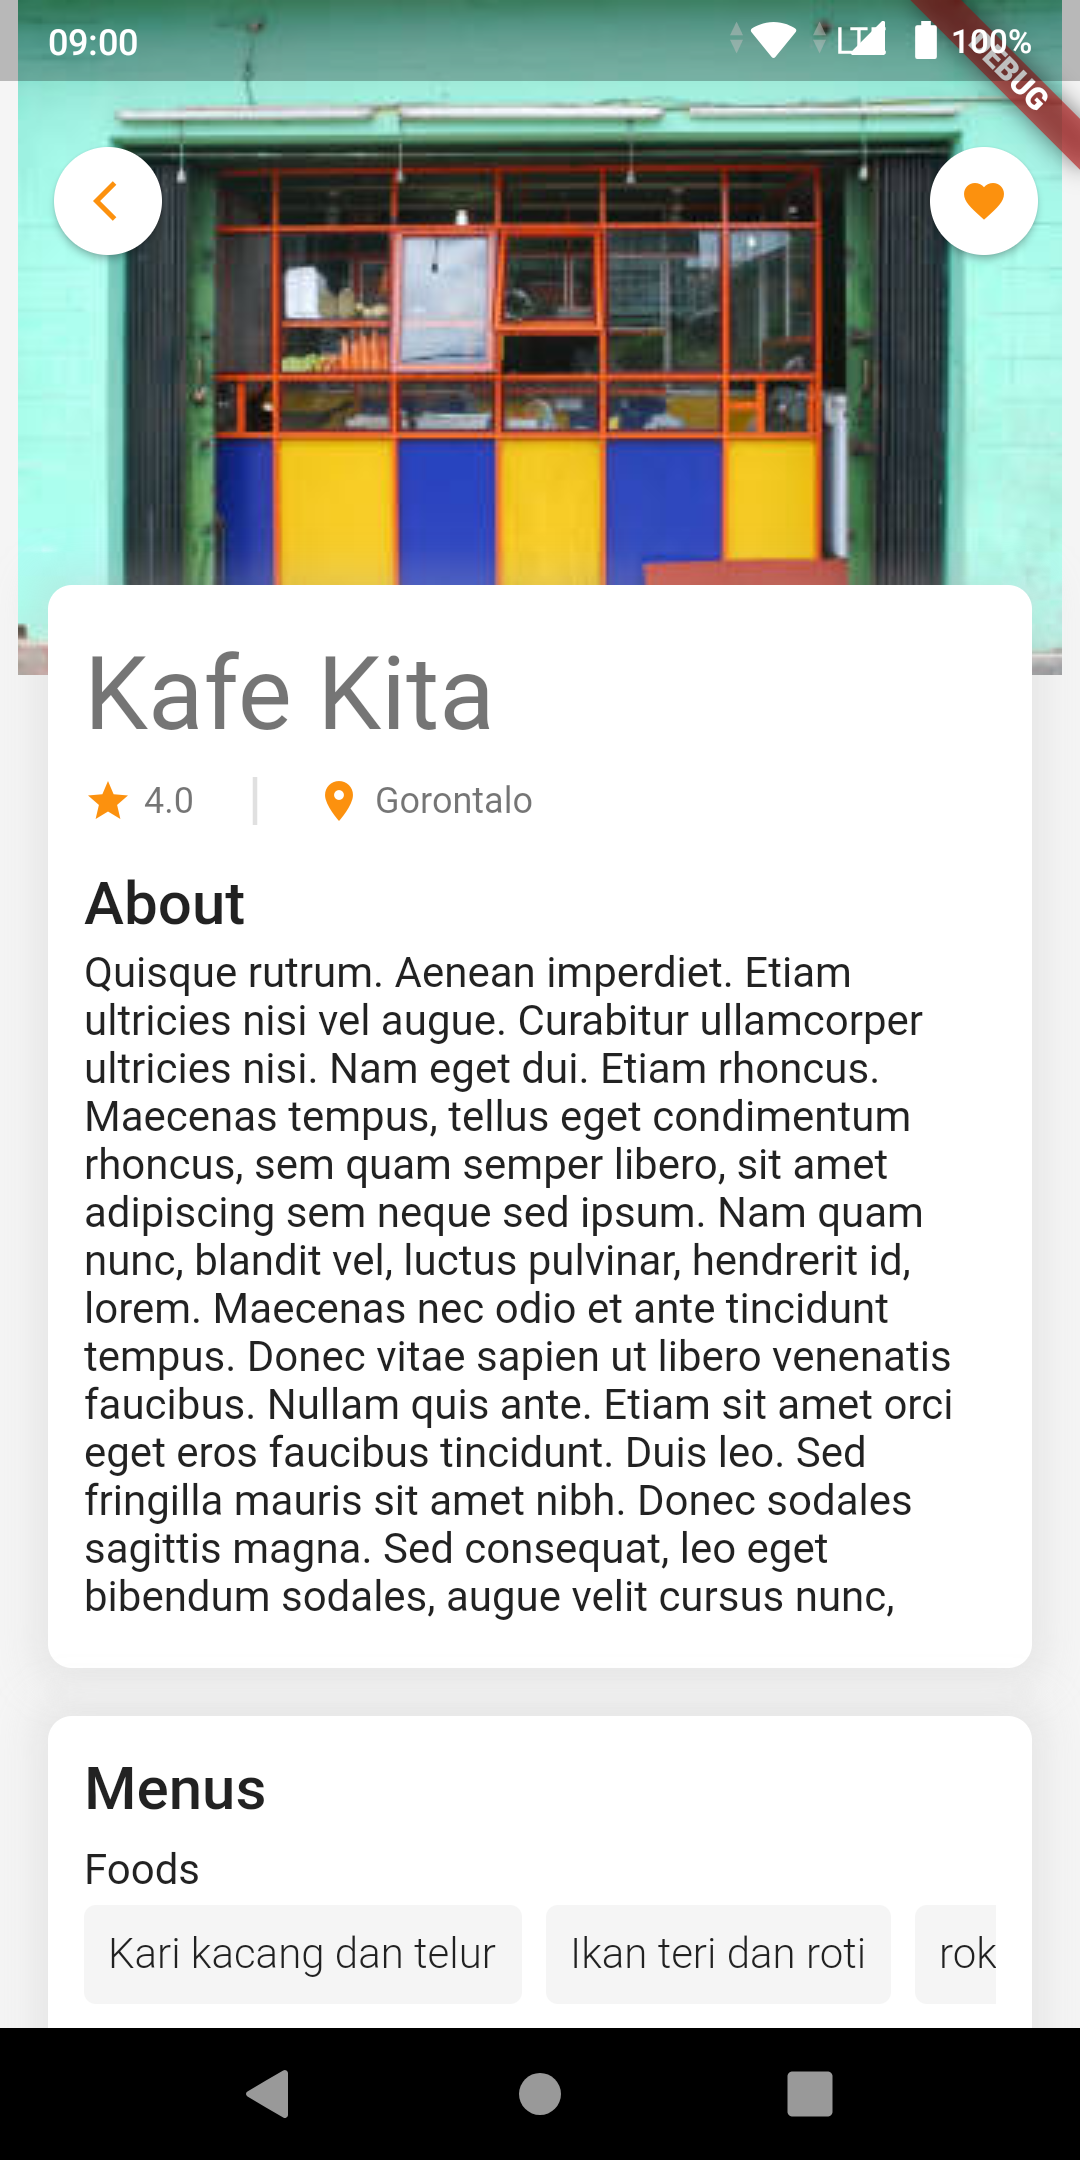 09:00
LTE
100%
DEBUG
Kafe Kita
4.0
Gorontalo
About
Quisque rutrum. Aenean imperdiet. Etiam
ultricies nisi vel augue. Curabitur ullamcorper
ultricies nisi. Nam eget dui. Etiam rhoncus.
Maecenas tempus, tellus eget condimentum
rhoncus, sem quam semper libero, sit amet
adipiscing sem neque sed ipsum. Nam quam
nunc, blandit vel, luctus pulvinar, hendrerit id,
lorem. Maecenas nec odio et ante tincidunt
tempus. Donec vitae sapien ut libero venenatis
faucibus. Nullam quis ante. Etiam sit amet orci
eget eros faucibus tincidunt. Duis leo. Sed
fringilla mauris sit amet nibh. Donec sodales
sagittis magna. Sed consequat, leo eget
bibendum sodales, augue velit cursus nunc,
Menus
Foods
Kari kacang dan telur
Ikan teri dan roti
rok